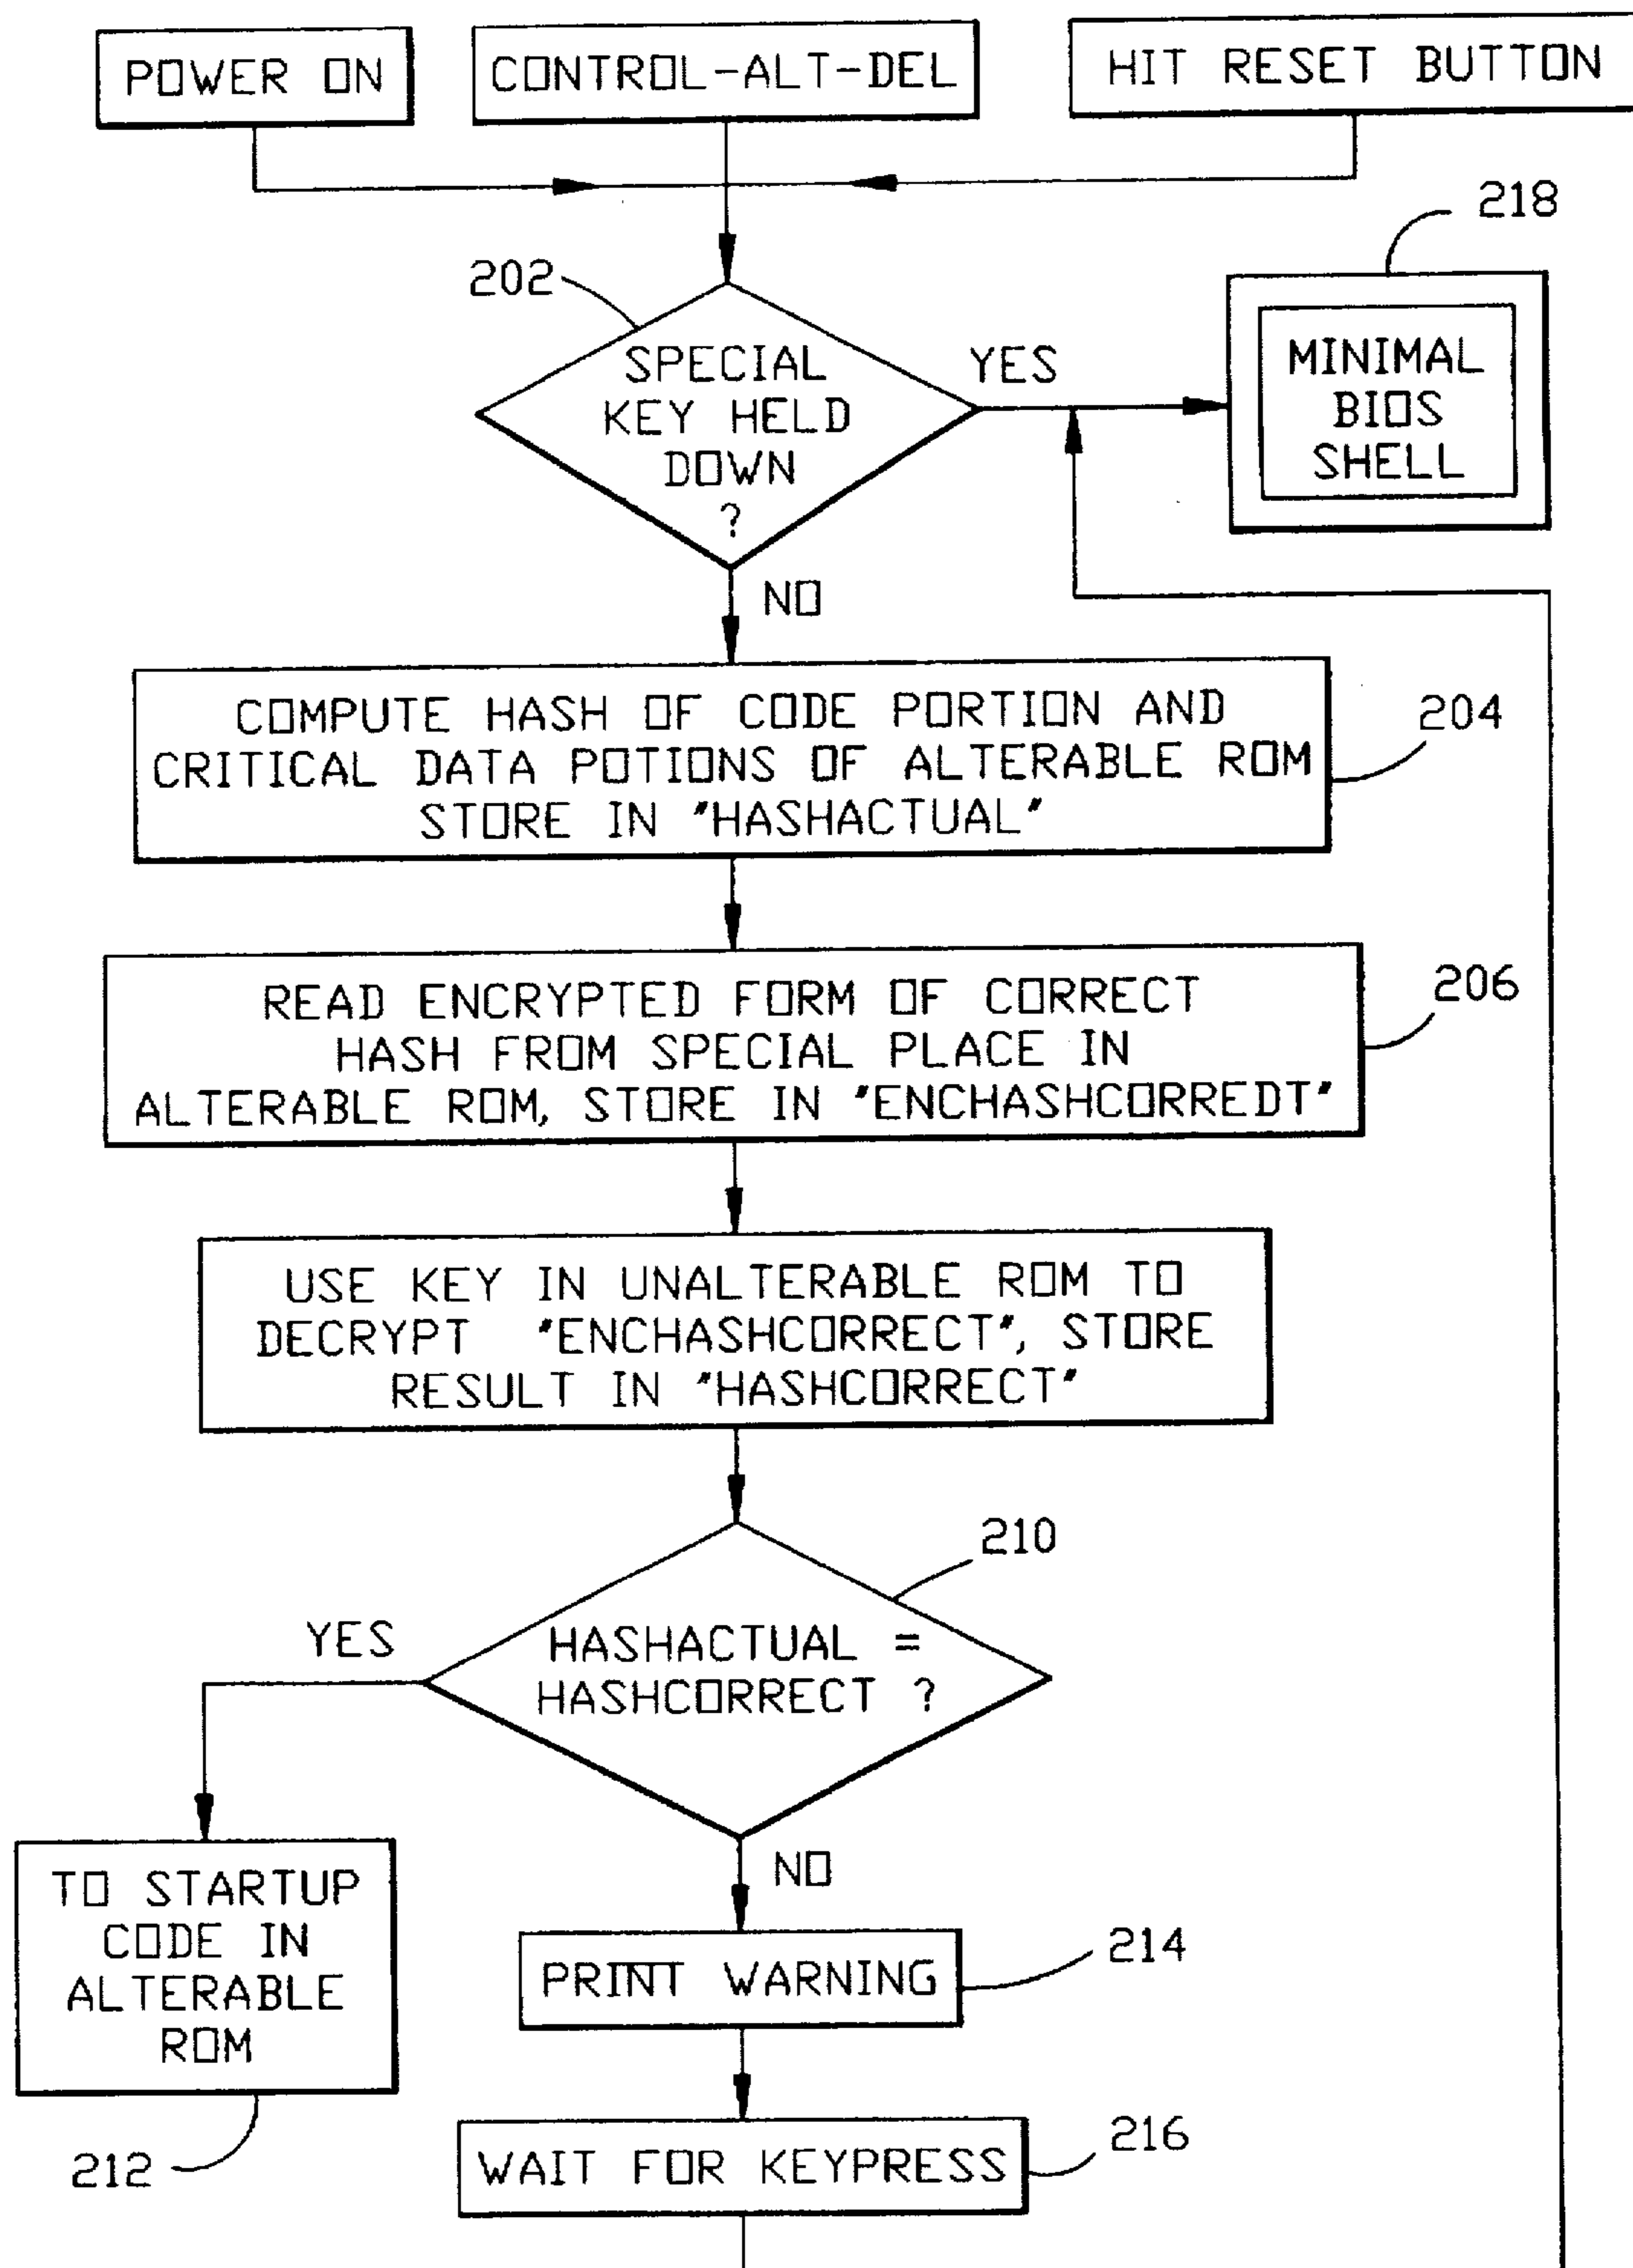 POWER ON
CONTROL-ALT-DEL
HIT RESET BUTTON
218
202
SPECIAL
KEY HELD
DOWN
?
YES
MINIMAL
BIOS
SHELL
NO
COMPUTE HASH OF CODE PORTION AND
CRITICAL DATA POTIONS OF ALTERABLE ROM
STORE IN "HASHACTUAL"
204
READ ENCRYPTED FORM OF CORRECT
HASH FROM SPECIAL PLACE IN
ALTERABLE ROM, STORE IN "ENCHASHCORREDT"
206
USE KEY IN UNALTERABLE ROM TO
DECRYPT "ENCHASHCORRECT", STORE
RESULT IN "HASHCORRECT"
210
YES
HASHACTUAL =
HASHCORRECT ?
NO
TO STARTUP
CODE IN
ALTERABLE
ROM
212
PRINT WARNING
214
WAIT FOR KEYPRESS
216